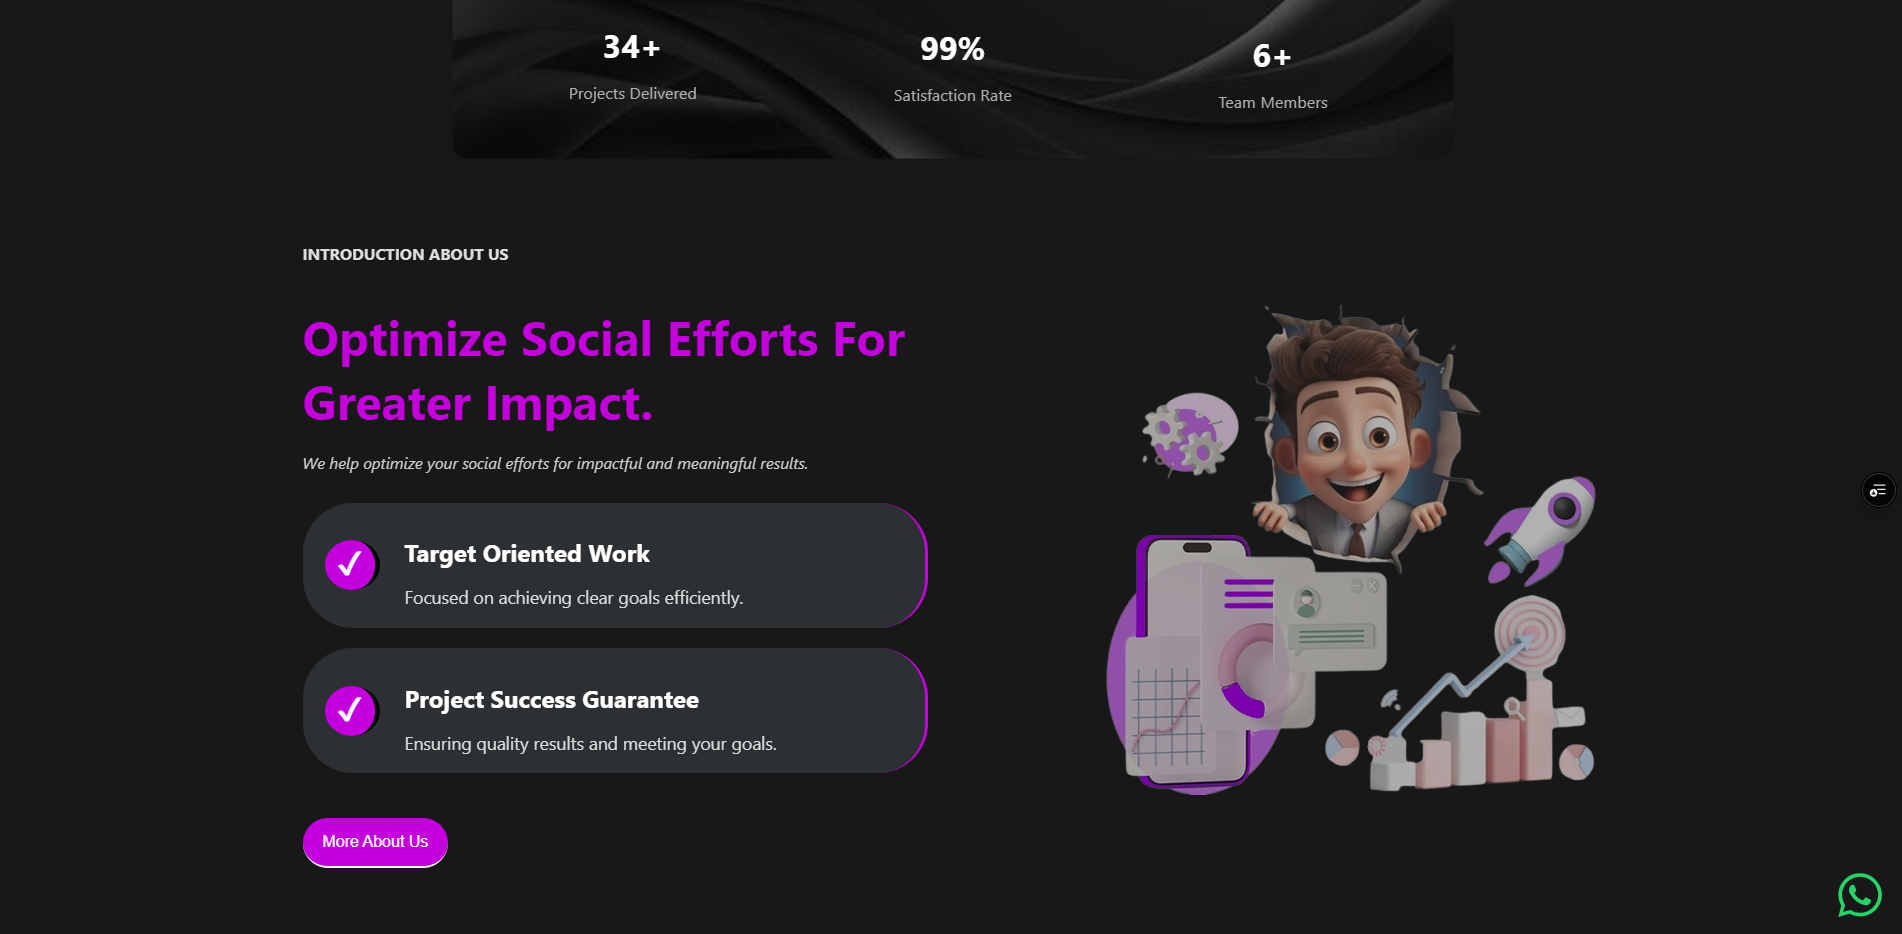 34+
99%
6+
Projects Delivered
Satisfaction Rate
Team Members
INTRODUCTION ABOUT US
Optimize Social Efforts For
Greater Impact.
We help optimize your social efforts for impactful and meaningful results.
Target Oriented Work
Focused on achieving clear goals efficiently.
Project Success Guarantee
Ensuring quality results and meeting your goals.
More About Us